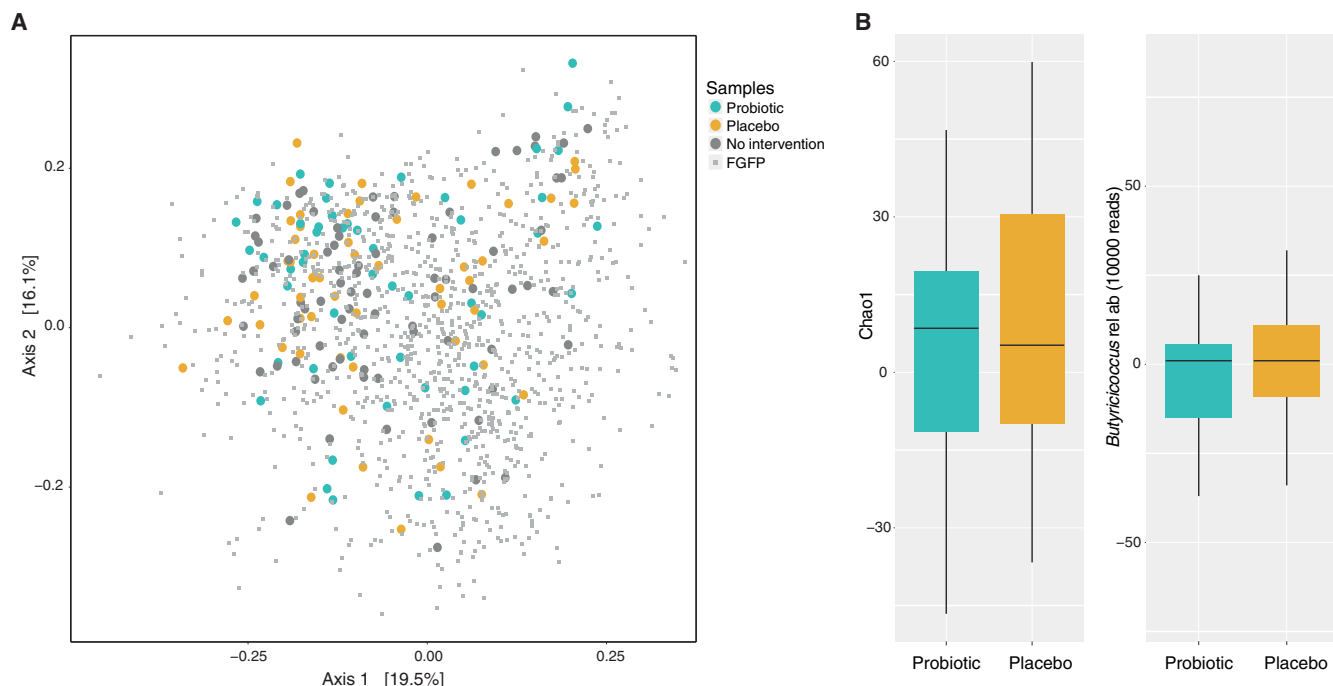 A
0.2
0.0
−0.2
Axis 2 [16.1%]
−0.25
0.00
0.25
Axis 1 [19.5%]
Samples
Probiotic
Placebo
No intervention
FGFP
B
60
30
0
−30
Chao1
Probiotic
Placebo
50
0
−50
Butyricicoccus rel ab (10000 reads)
Probiotic
Placebo